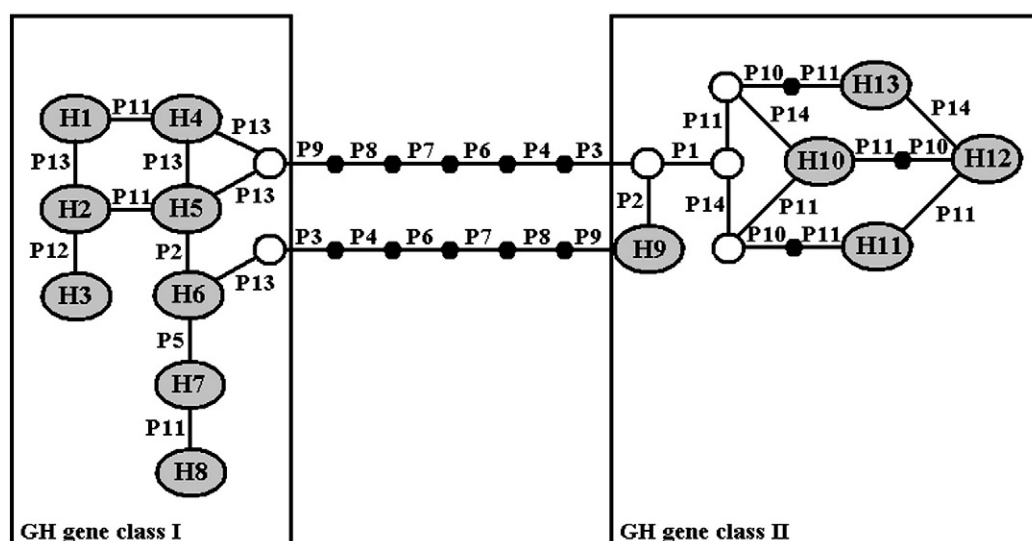 P10 P11 H13
H1 P11 H4 P13 P14 P14
P11
P13 P13 P9 P8 P7 P6 P4 P3 P1 H10 P11 P10 H12
H2 P11 H5 P13 P2 P14 P11 P11
P12 P2 P3 P4 P6 P7 P8 P9 H9 P10 P11 H11
H3 H6 P13
P5
H7
P11
H8
GH gene class I GH gene class II